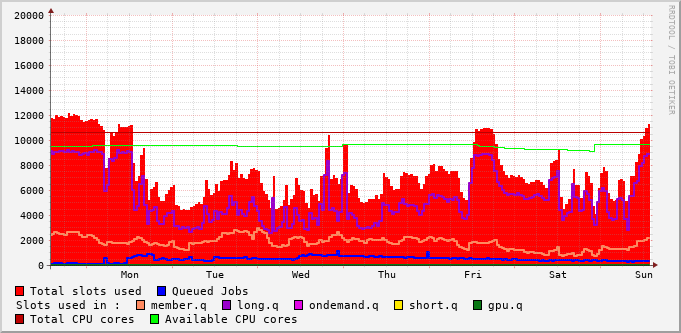 20000
18000
16000
14000
12000
10000
8000
6000
4000
2000
0
Mon Tue Wed Thu Fri Sat Sun
RRDTOOL / TOBI OETIKER
Total slots used Queued Jobs
Slots used in : member.q long.q ondemand.q short.q gpu.q
Total CPU cores Available CPU cores